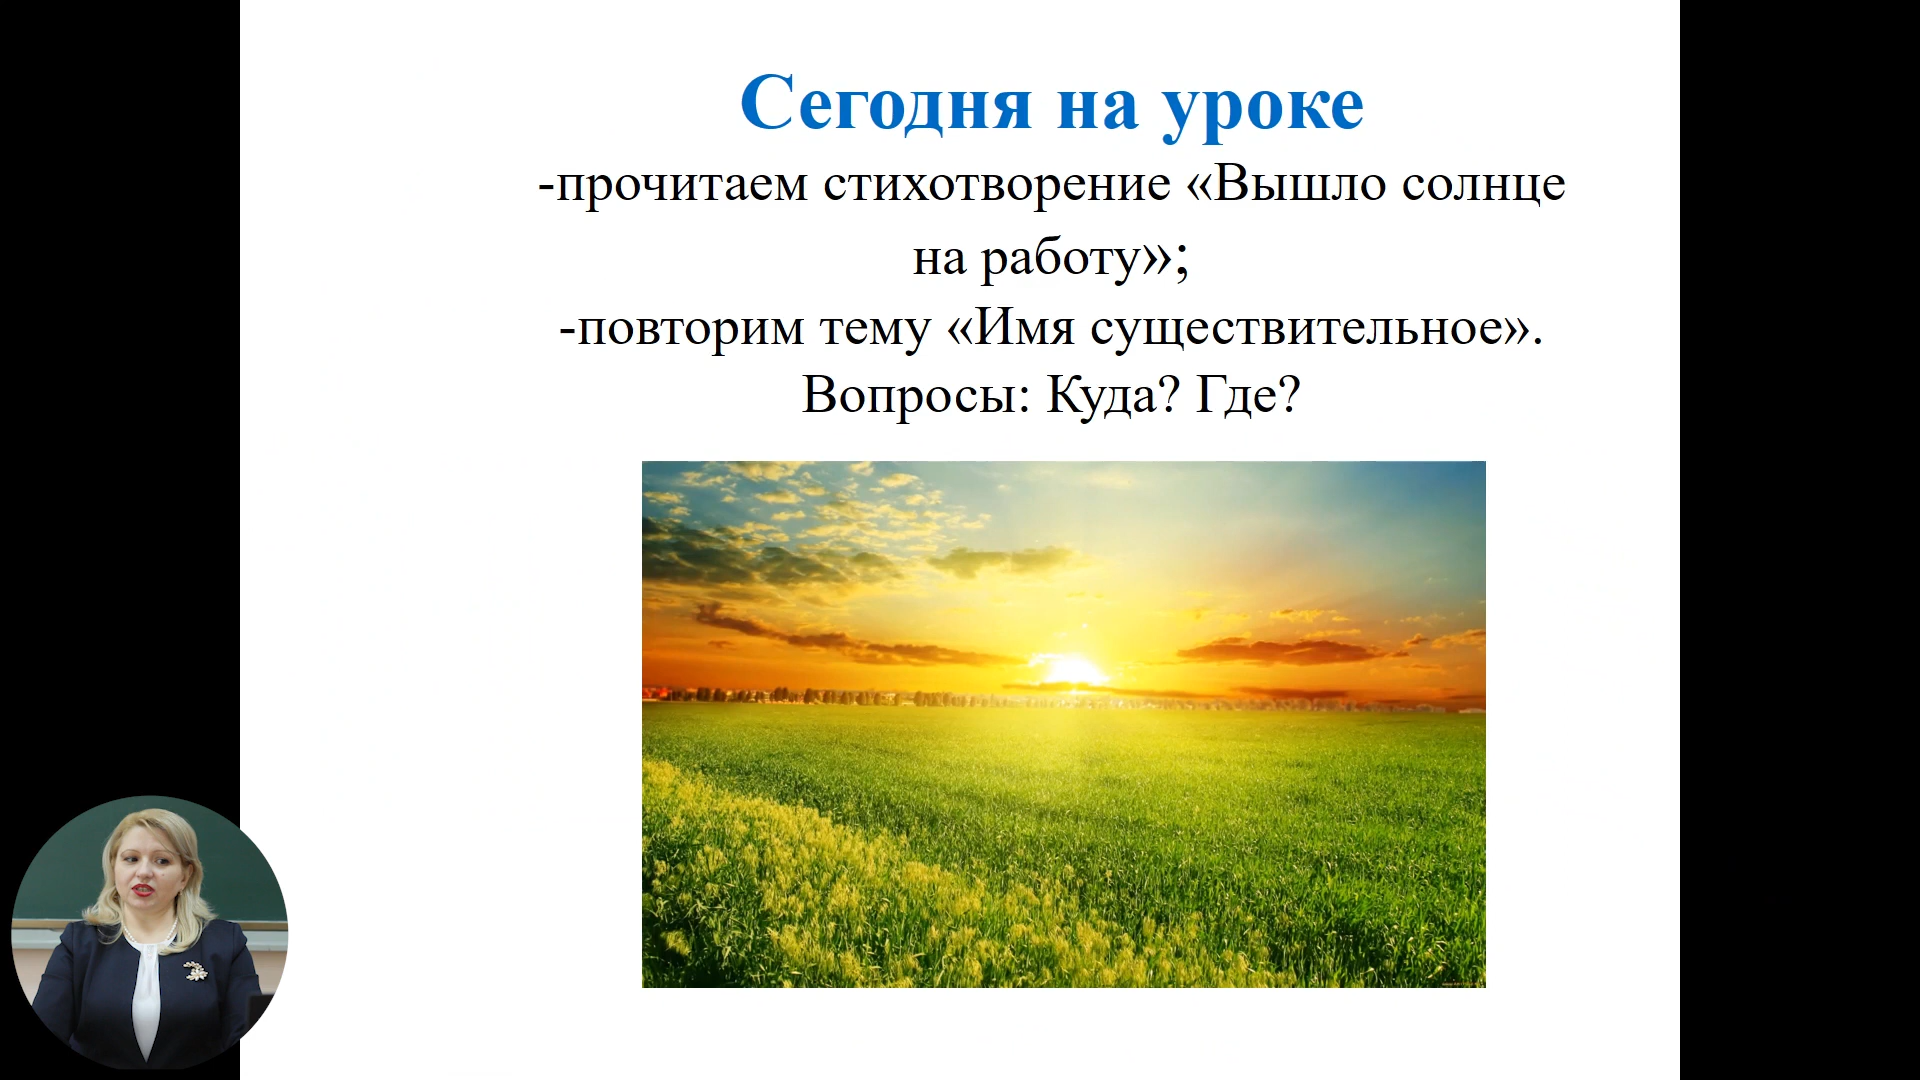 Сегодня на уроке
-прочитаем стихотворение «Вышло солнце
на работу»;
-повторим тему «Имя существительное».
Вопросы: Куда? Где?